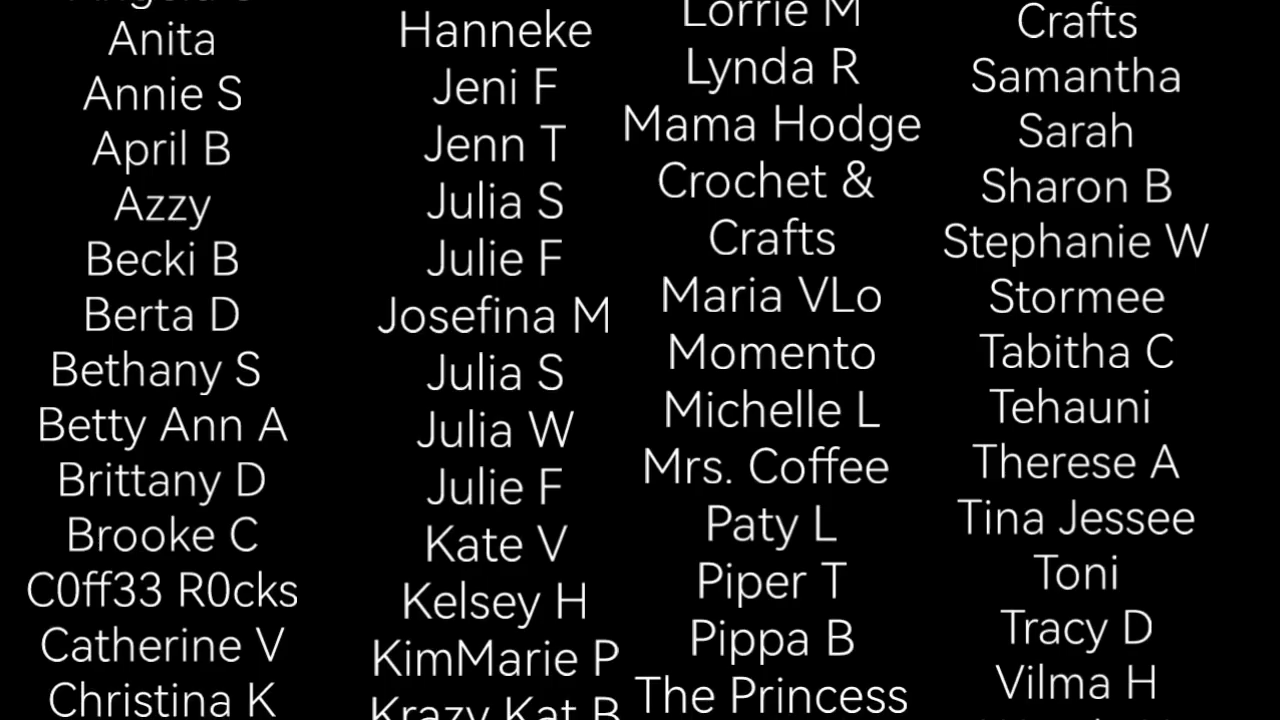 Anita
Annie S
April B
Azzy
Becki B
Berta D
Bethany S
Betty Ann A
Brittany D
Brooke C
C0ff33 R0cks
Catherine V
Christina K
Hanneke
Jeni F
Jenn T
Julia S
Julie F
Josefina M
Julia S
Julia W
Julie F
Kate V
Kelsey H
KimMarie P
Krazy Kat B
Lorrie M
Lynda R
Mama Hodge
Crochet &
Crafts
Maria VLo
Momento
Michelle L
Mrs. Coffee
Paty L
Piper T
Pippa B
The Princess
Crafts
Samantha
Sarah
Sharon B
Stephanie W
Stormee
Tabitha C
Tehauni
Therese A
Tina Jessee
Toni
Tracy D
Vilma H